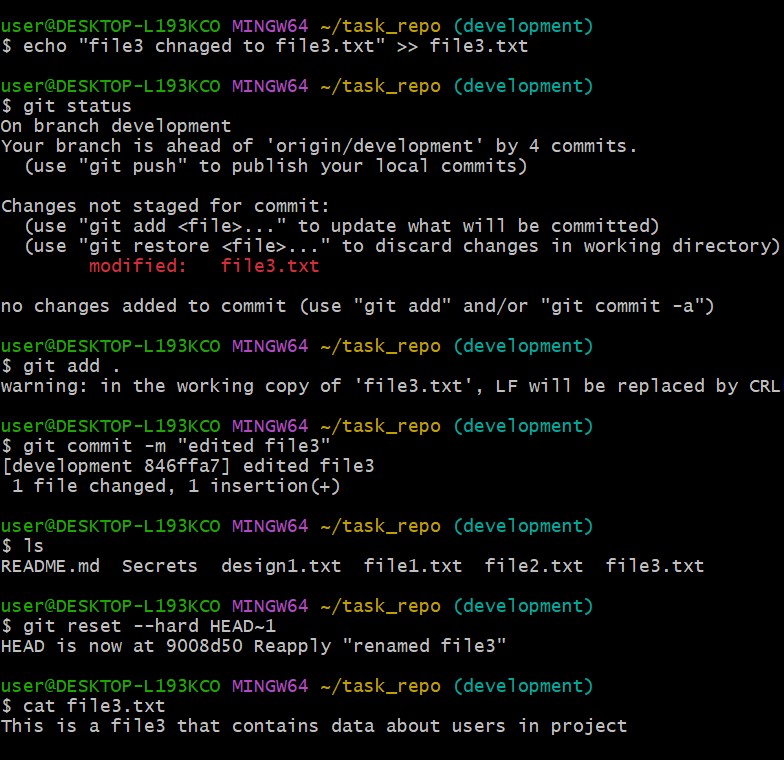 user@DESKTOP-L193KCO MINGW64 ~/task_repo (development)
$ echo "file3 chnaged to file3.txt" >> file3.txt
user@DESKTOP-L193KCO MINGW64 ~/task_repo (development)
$ git status
On branch development
Your branch is ahead of 'origin/development' by 4 commits.
(use "git push" to publish your local commits)
Changes not staged for commit:
(use "git add <file>..." to update what will be committed)
(use "git restore <file>..." to discard changes in working directory)
modified: file3.txt
no changes added to commit (use "git add" and/or "git commit -a")
user@DESKTOP-L193KCO MINGW64 ~/task_repo (development)
$ git add .
warning: in the working copy of 'file3.txt', LF will be replaced by CRL
user@DESKTOP-L193KCO MINGW64 ~/task_repo (development)
$ git commit -m "edited file3"
[development 846ffa7] edited file3
1 file changed, 1 insertion(+)
user@DESKTOP-L193KCO MINGW64 ~/task_repo (development)
$ ls
README.md Secrets design1.txt file1.txt file2.txt file3.txt
user@DESKTOP-L193KCO MINGW64 ~/task_repo (development)
$ git reset --hard HEAD~1
HEAD is now at 9008d50 Reapply "renamed file3"
user@DESKTOP-L193KCO MINGW64 ~/task_repo (development)
$ cat file3.txt
This is a file3 that contains data about users in project